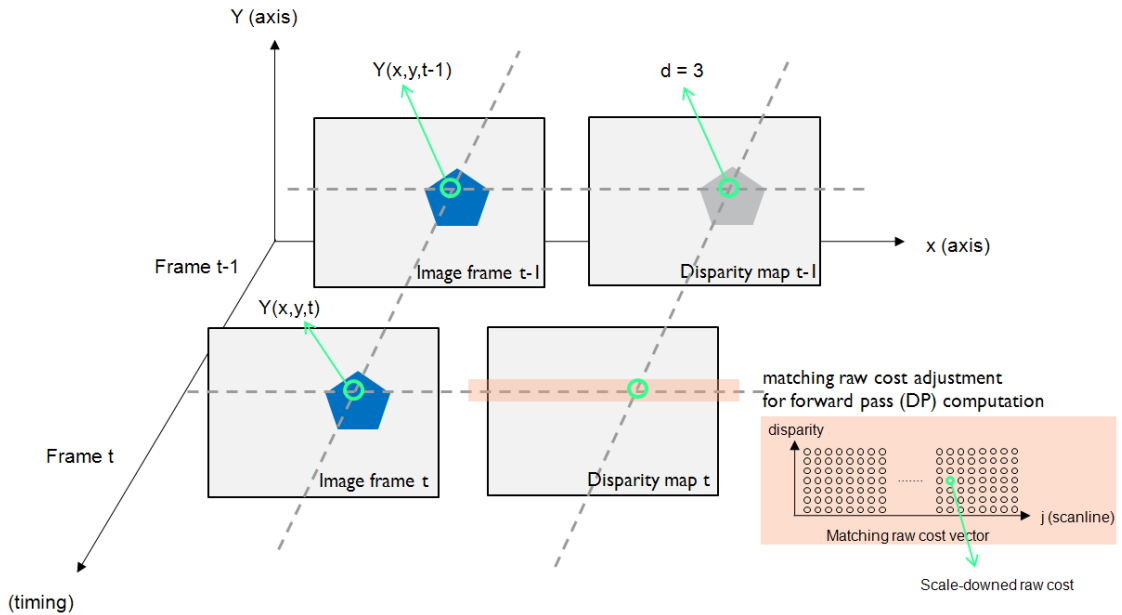 Y (axis)
Y(x,y,t-1)
d = 3
x (axis)
Frame t-1
Image frame t-1
Disparity map t-1
Y(x,y,t)
matching raw cost adjustment
for forward pass (DP) computation
disparity
Frame t
Image frame t
Disparity map t
j (scanline)
Matching raw cost vector
Scale-downed raw cost
(timing)